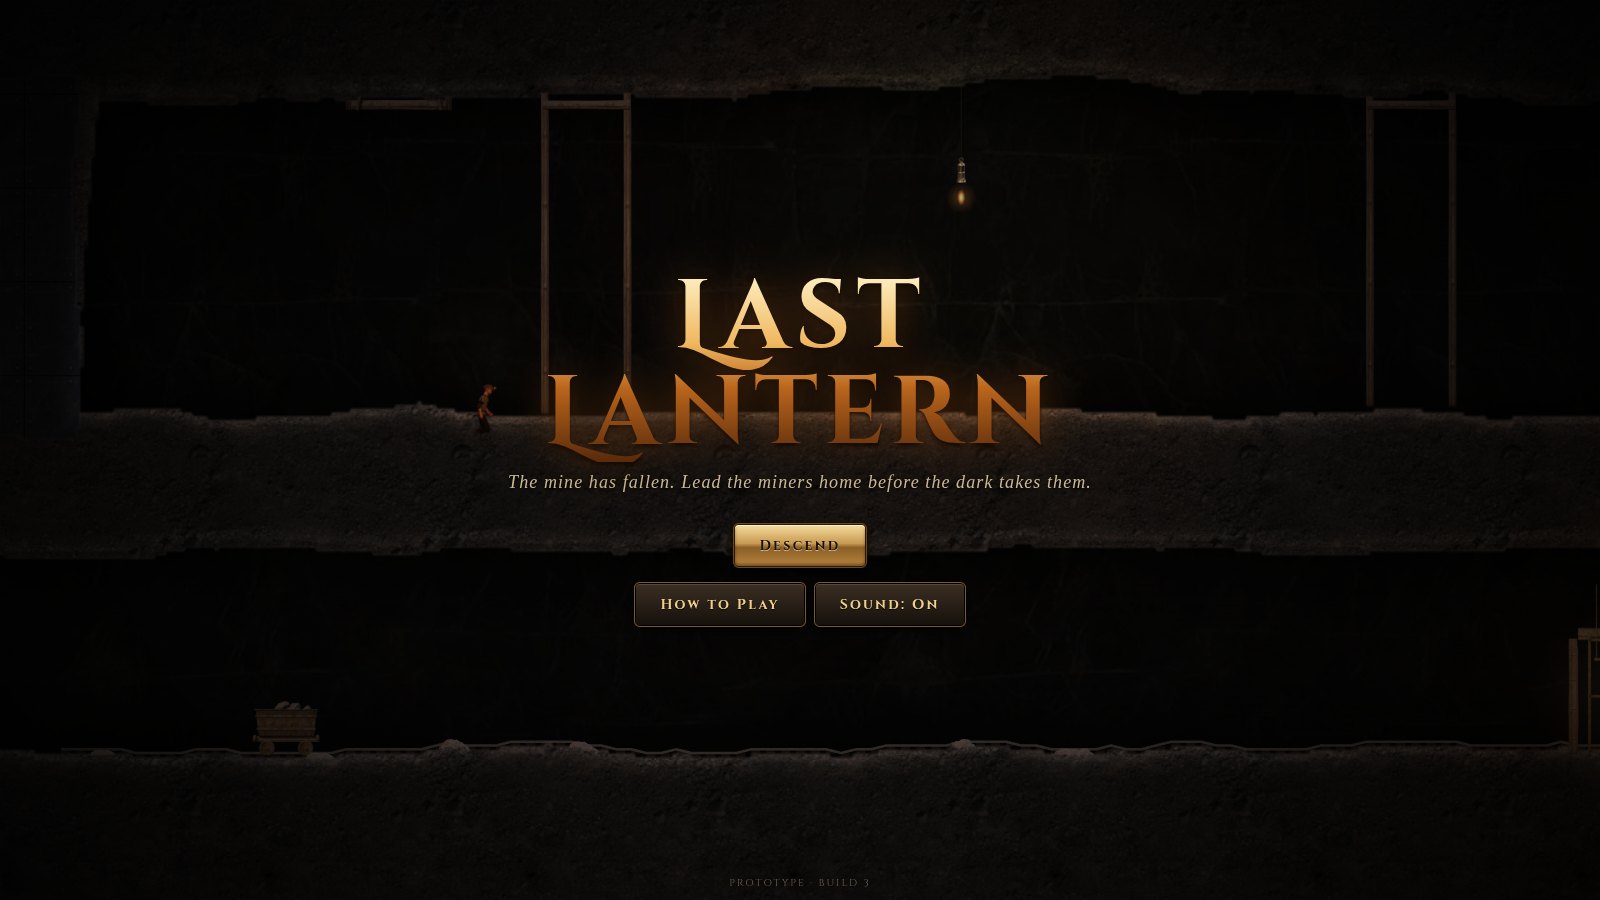 Last
Lantern
The mine has fallen. Lead the miners home before the dark takes them.
Descend
How to Play
Sound: On
PROTOTYPE · BUILD 3